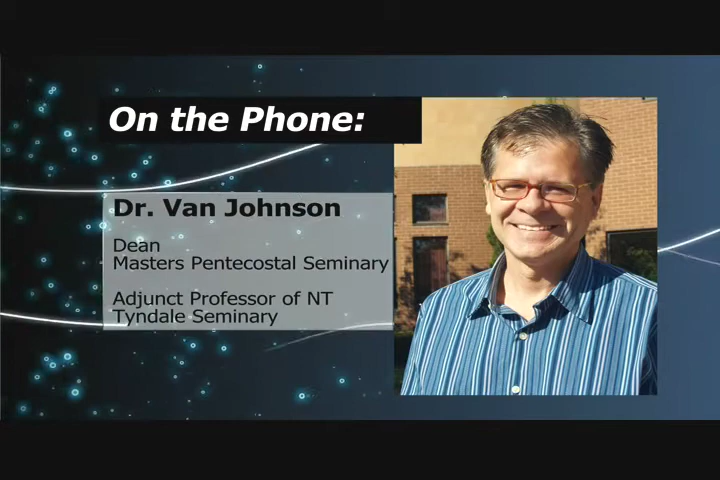 On the Phone:
Dr. Van Johnson
Dean
Masters Pentecostal Seminary
Adjunct Professor of NT
Tyndale Seminary